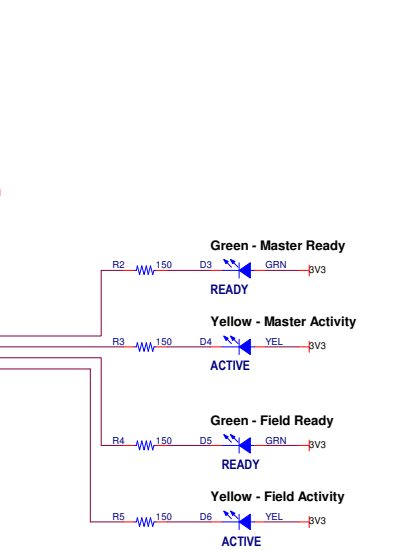 Green - Master Ready
R2 150 D3 GRN 3V3
READY
Yellow - Master Activity
R3 150 D4 YEL 3V3
ACTIVE
Green - Field Ready
R4 150 D5 GRN 3V3
READY
Yellow - Field Activity
R5 150 D6 YEL 3V3
ACTIVE